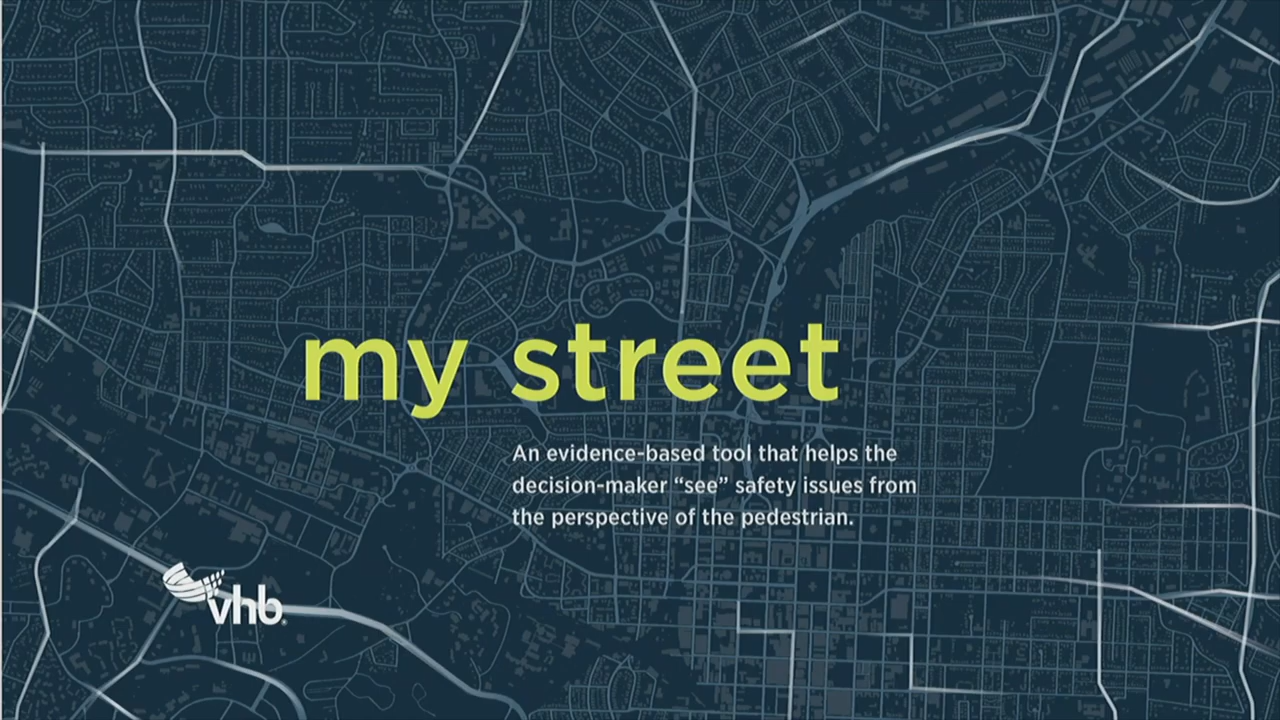 my street
An evidence-based tool that helps the
decision-maker “see” safety issues from
the perspective of the pedestrian.
vhb®